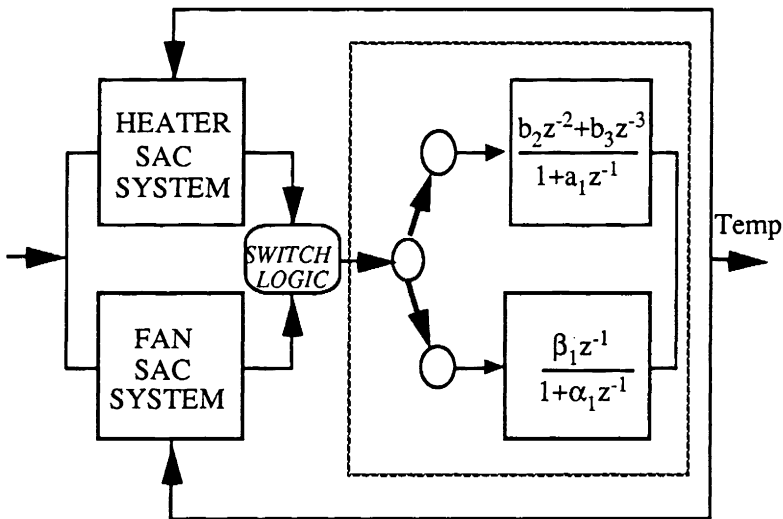 HEATER
SAC
SYSTEM
b₂z⁻²+b₃z⁻³
1+a₁z⁻¹
Temp
SWITCH
LOGIC
FAN
SAC
SYSTEM
β₁z⁻¹
1+α₁z⁻¹